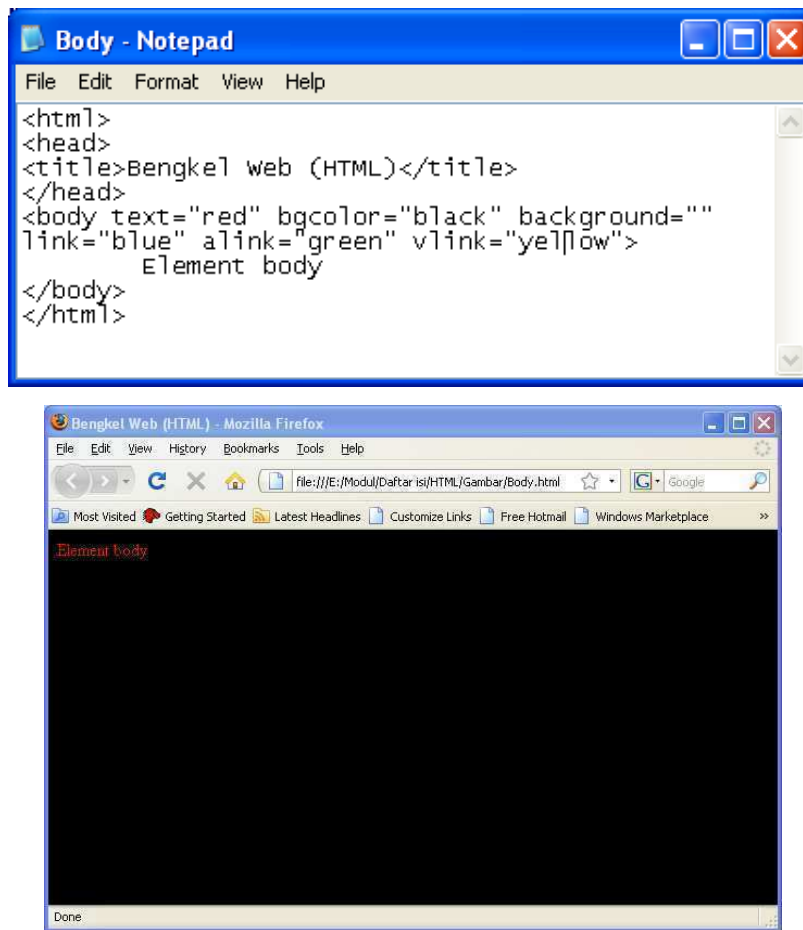 Body - Notepad
File Edit Format View Help
<html>
<head>
<title>Bengkel Web (HTML)</title>
</head>
<body text="red" bgcolor="black" background=""
link="blue" alink="green" vlink="yellow">
Element body
</body>
</html>
Bengkel Web (HTML) - Mozilla Firefox
File Edit View History Bookmarks Tools Help
file:///E:/Modul/Daftar isi/HTML/Gambar/Body.html G Google
Most Visited Getting Started Latest Headlines Customize Links Free Hotmail Windows Marketplace »
Element body
Done